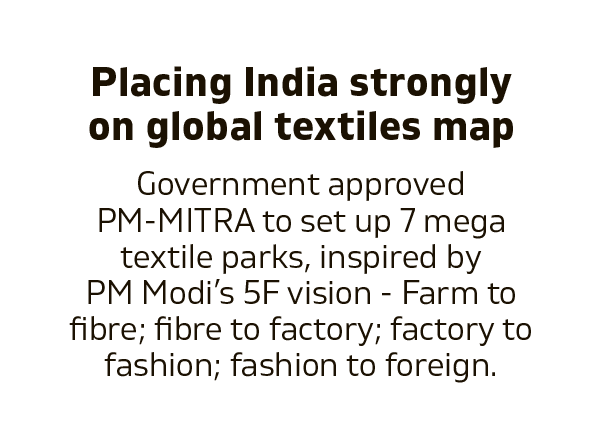 Placing India strongly
on global textiles map
Government approved
PM-MITRA to set up 7 mega
textile parks, inspired by
PM Modi’s 5F vision - Farm to
fibre; fibre to factory; factory to
fashion; fashion to foreign.